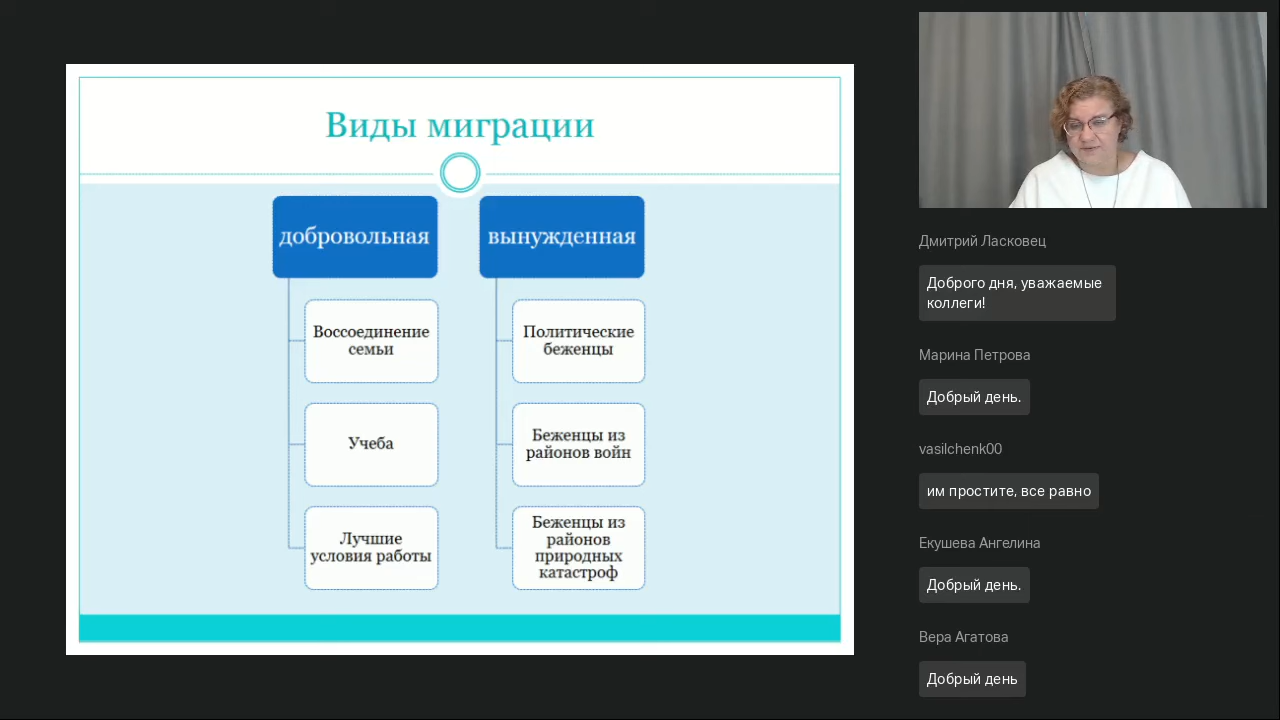 Виды миграции
добровольная
вынужденная
Воссоединение
семьи
Политические
беженцы
Учеба
Беженцы из
районов войн
Лучшие
условия работы
Беженцы из
районов
природных
катастроф
Дмитрий Ласковец
Доброго дня, уважаемые
коллеги!
Марина Петрова
Добрый день.
vasilchenk00
им простите, все равно
Екушева Ангелина
Добрый день.
Вера Агатова
Добрый день